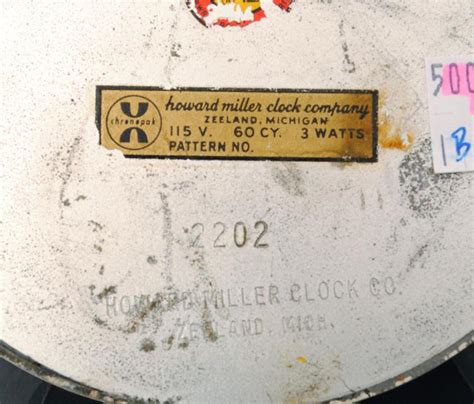 chronopak
howard miller clock company
ZEELAND, MICHIGAN
115 V. 60 CY. 3 WATTS
PATTERN NO.
500
1B
2202
HOWARD MILLER CLOCK CO.
ZEELAND MICH.